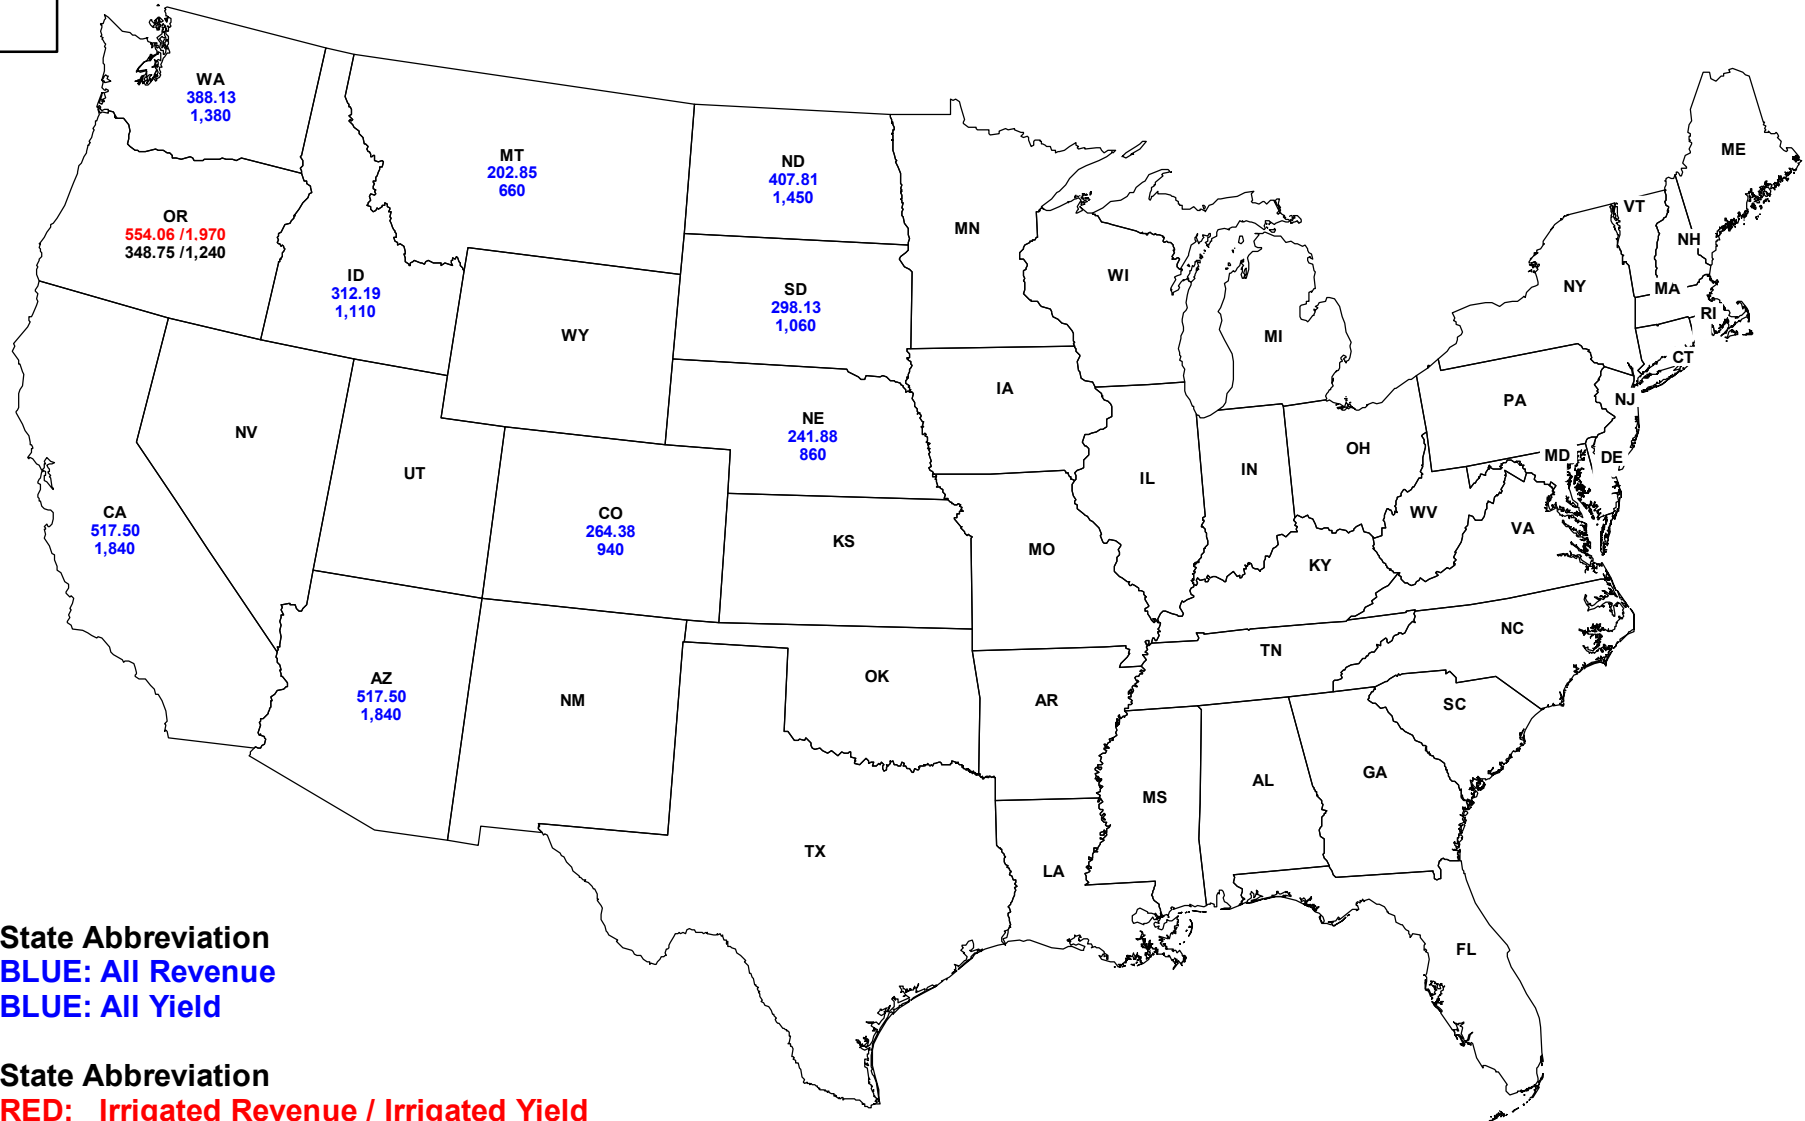 WA
388.13
1,380
MT
202.85
660
ND
407.81
1,450
MN
ME
VT
NH
OR
554.06 /1.970
348.75 /1,240
ID
312.19
1,110
SD
298.13
1,060
WI
NY
MA
RI
WY
MI
CT
IA
NE
241.88
860
PA
NJ
NV
UT
OH
MD
DE
IN
IL
CA
517.50
1,840
CO
264.38
940
KS
MO
WV
VA
KY
NC
TN
AZ
517.50
1,840
NM
OK
AR
SC
GA
AL
MS
TX
LA
FL
State Abbreviation
BLUE: All Revenue
BLUE: All Yield
State Abbreviation
RED: Irrigated Revenue / Irrigated Yield